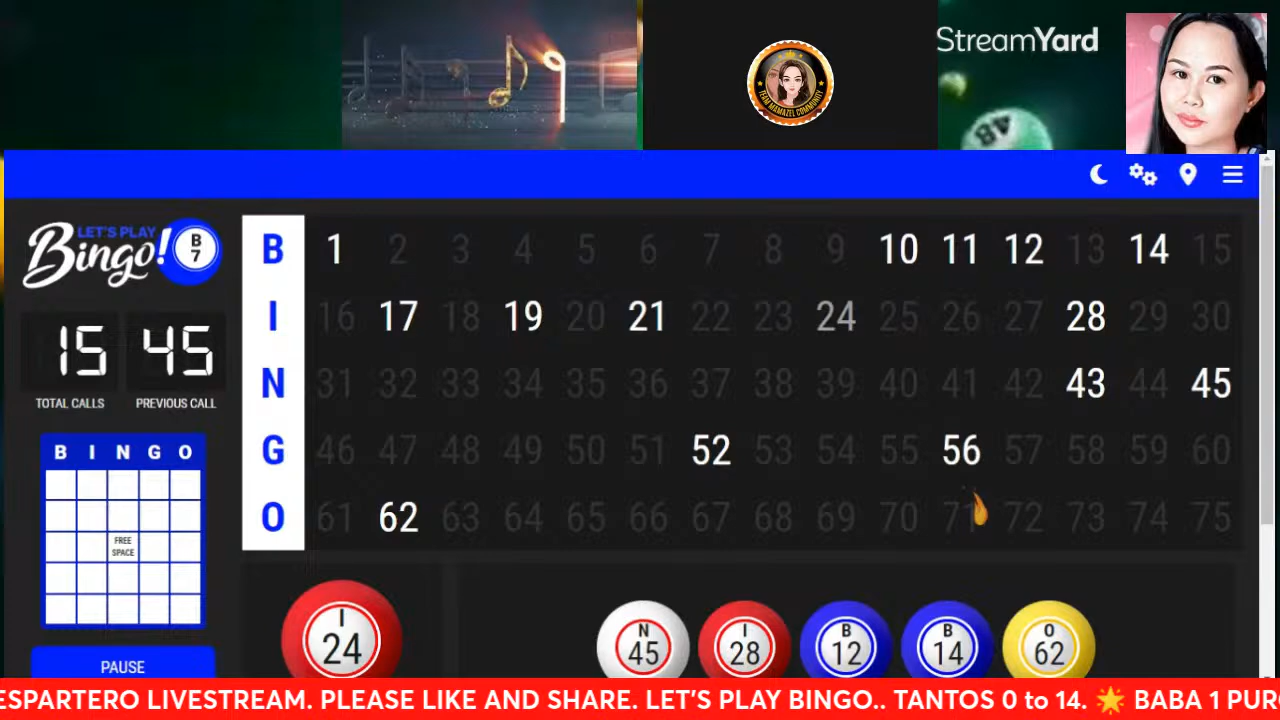 StreamYard
TEAM MAMAZEL COMMUNITY
48
LET'S PLAY
Bingo!
B
7
15 45
TOTAL CALLS PREVIOUS CALL
B I N G O
FREE
SPACE
PAUSE
B 1 2 3 4 5 6 7 8 9 10 11 12 13 14 15
I 16 17 18 19 20 21 22 23 24 25 26 27 28 29 30
N 31 32 33 34 35 36 37 38 39 40 41 42 43 44 45
G 46 47 48 49 50 51 52 53 54 55 56 57 58 59 60
O 61 62 63 64 65 66 67 68 69 70 71 72 73 74 75
I
24
N
45
I
28
B
12
B
14
O
62
ESPARTERO LIVESTREAM. PLEASE LIKE AND SHARE. LET'S PLAY BINGO.. TANTOS 0 to 14. 🌟 BABA 1 PUR